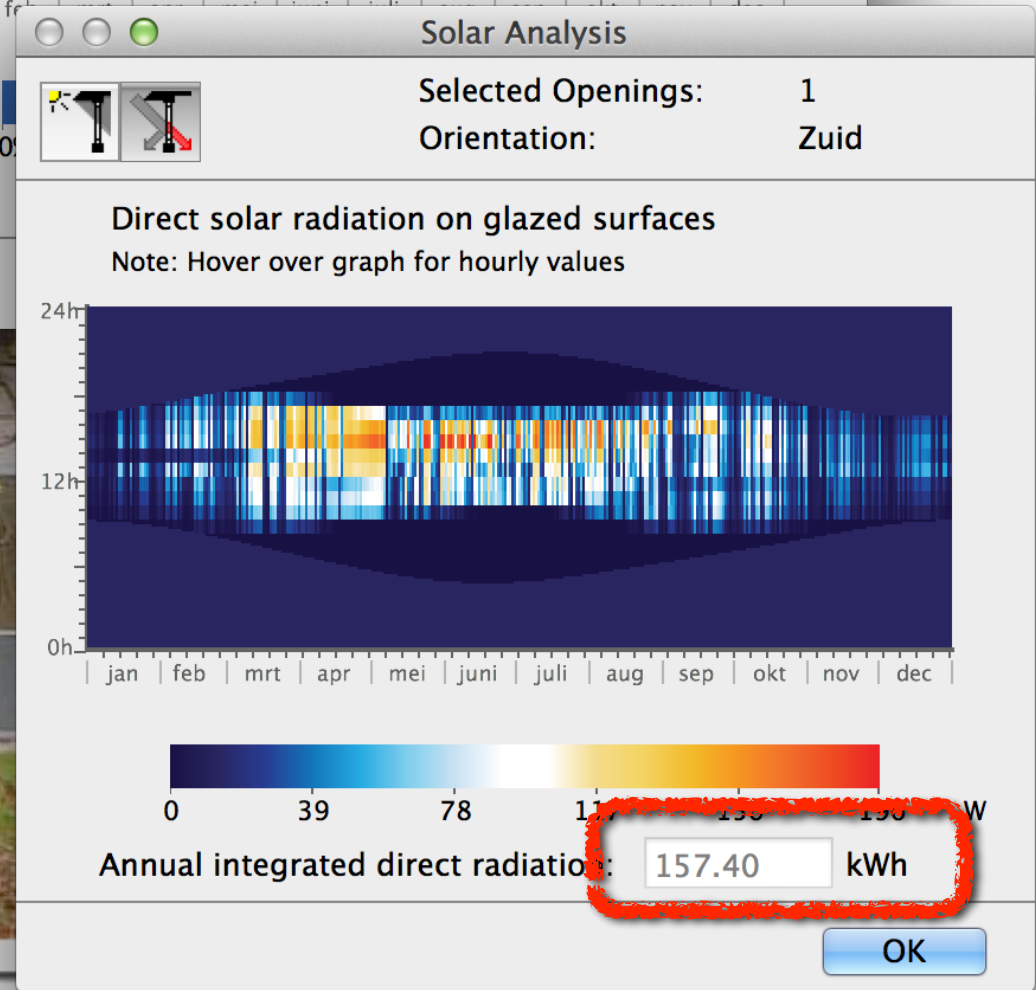 Solar Analysis
Selected Openings: 1
Orientation: Zuid
Direct solar radiation on glazed surfaces
Note: Hover over graph for hourly values
24h
12h
0h
jan feb mrt apr mei juni juli aug sep okt nov dec
0 39 78 W
Annual integrated direct radiation: 157.40 kWh
OK